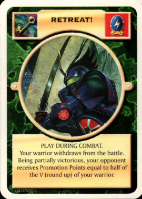 RETREAT!
PLAY DURING COMBAT.
Your warrior withdraws from the battle.
Being partially victorious, your opponent
receives Promotion Points equal to half of
the V (round up) of your warrior.